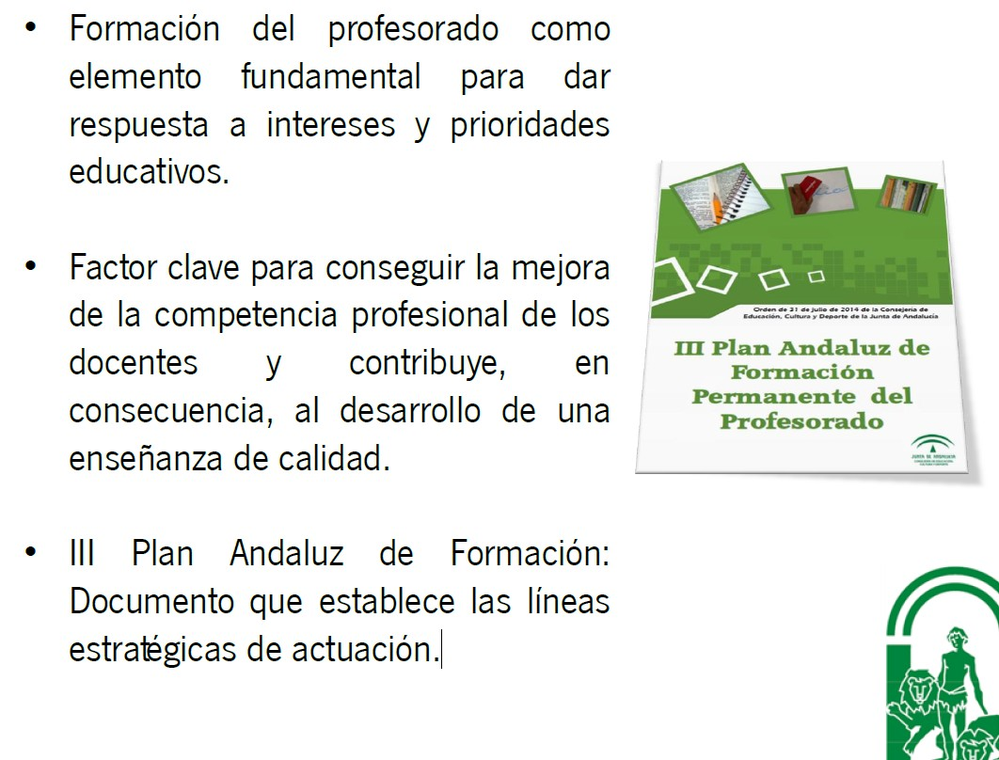 • Formación del profesorado como
elemento fundamental para dar
respuesta a intereses y prioridades
educativos.
• Factor clave para conseguir la mejora
de la competencia profesional de los
docentes y contribuye, en
consecuencia, al desarrollo de una
enseñanza de calidad.
• III Plan Andaluz de Formación:
Documento que establece las líneas
estratégicas de actuación.
Orden de 31 de julio de 2014 de la Consejería de
Educación, Cultura y Deporte de la Junta de Andalucía
III Plan Andaluz de
Formación
Permanente del
Profesorado
JUNTA DE ANDALUCIA